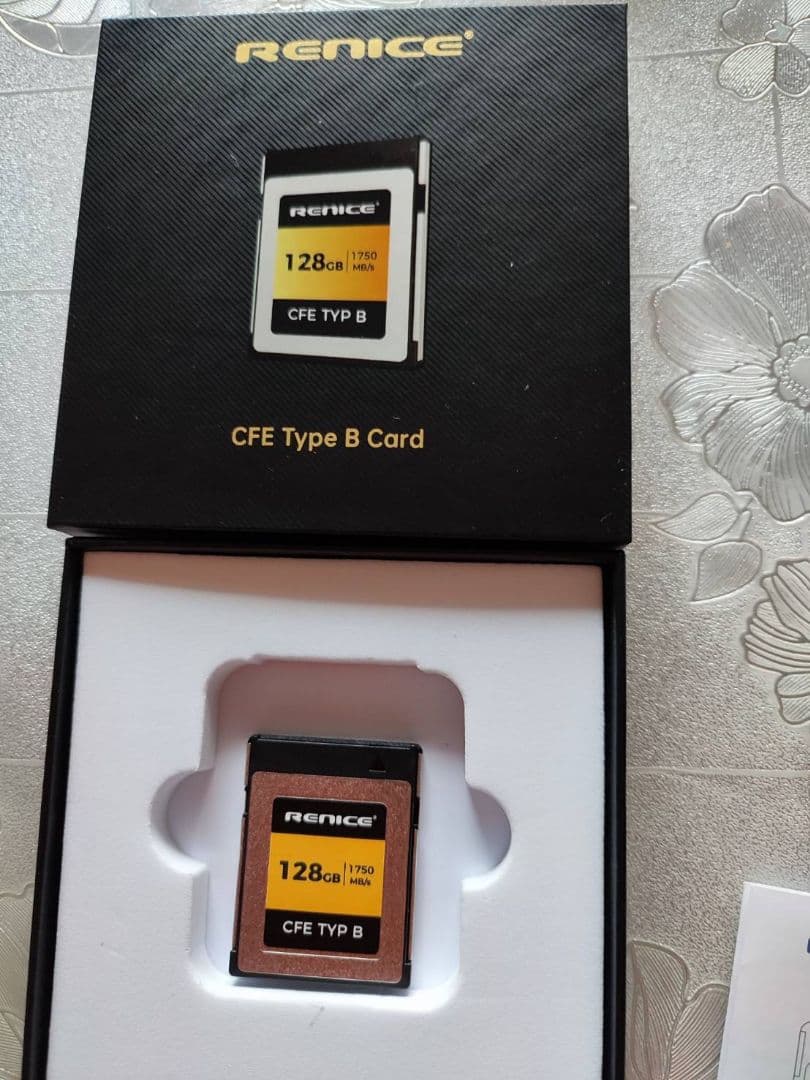 RENICE®
RENICE®
128GB
1750
MB/s
CFE TYP B
CFE Type B Card
RENICE®
128GB
1750
MB/s
CFE TYP B